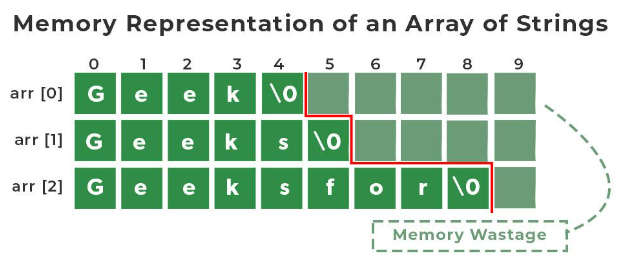 Memory Representation of an Array of Strings
0 1 2 3 4 5 6 7 8 9
arr [0] G e e k \0
arr [1] G e e k s \0
arr [2] G e e k s f o r \0
Memory Wastage